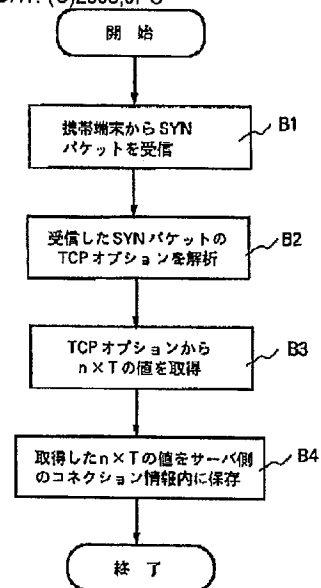 開 始
携帯端末からSYN
パケットを受信
B1
受信したSYNパケットの
TCPオプションを解析
B2
TCPオプションから
n×Tの値を取得
B3
取得したn×Tの値をサーバ側
のコネクション情報内に保存
B4
終 了